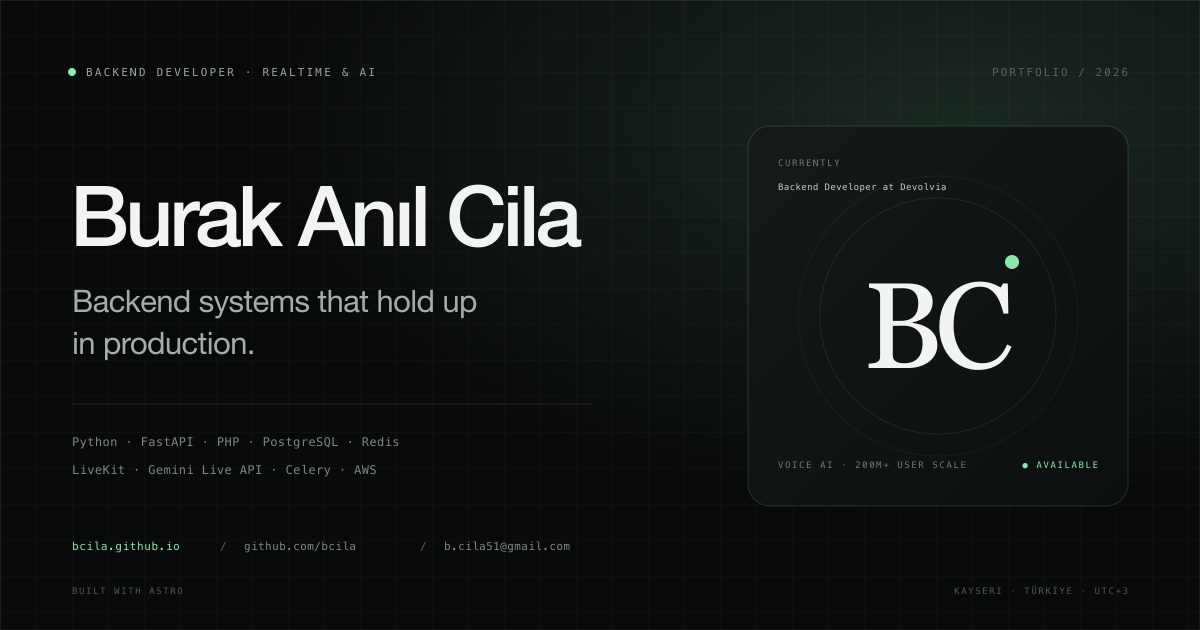 BACKEND DEVELOPER · REALTIME & AI
PORTFOLIO / 2026
Burak Anıl Cila
Backend systems that hold up
in production.
Python · FastAPI · PHP · PostgreSQL · Redis
LiveKit · Gemini Live API · Celery · AWS
CURRENTLY
Backend Developer at Devolvia
BC
VOICE AI · 200M+ USER SCALE
● AVAILABLE
bcila.github.io / github.com/bcila / b.cila51@gmail.com
BUILT WITH ASTRO
KAYSERI · TÜRKİYE · UTC+3